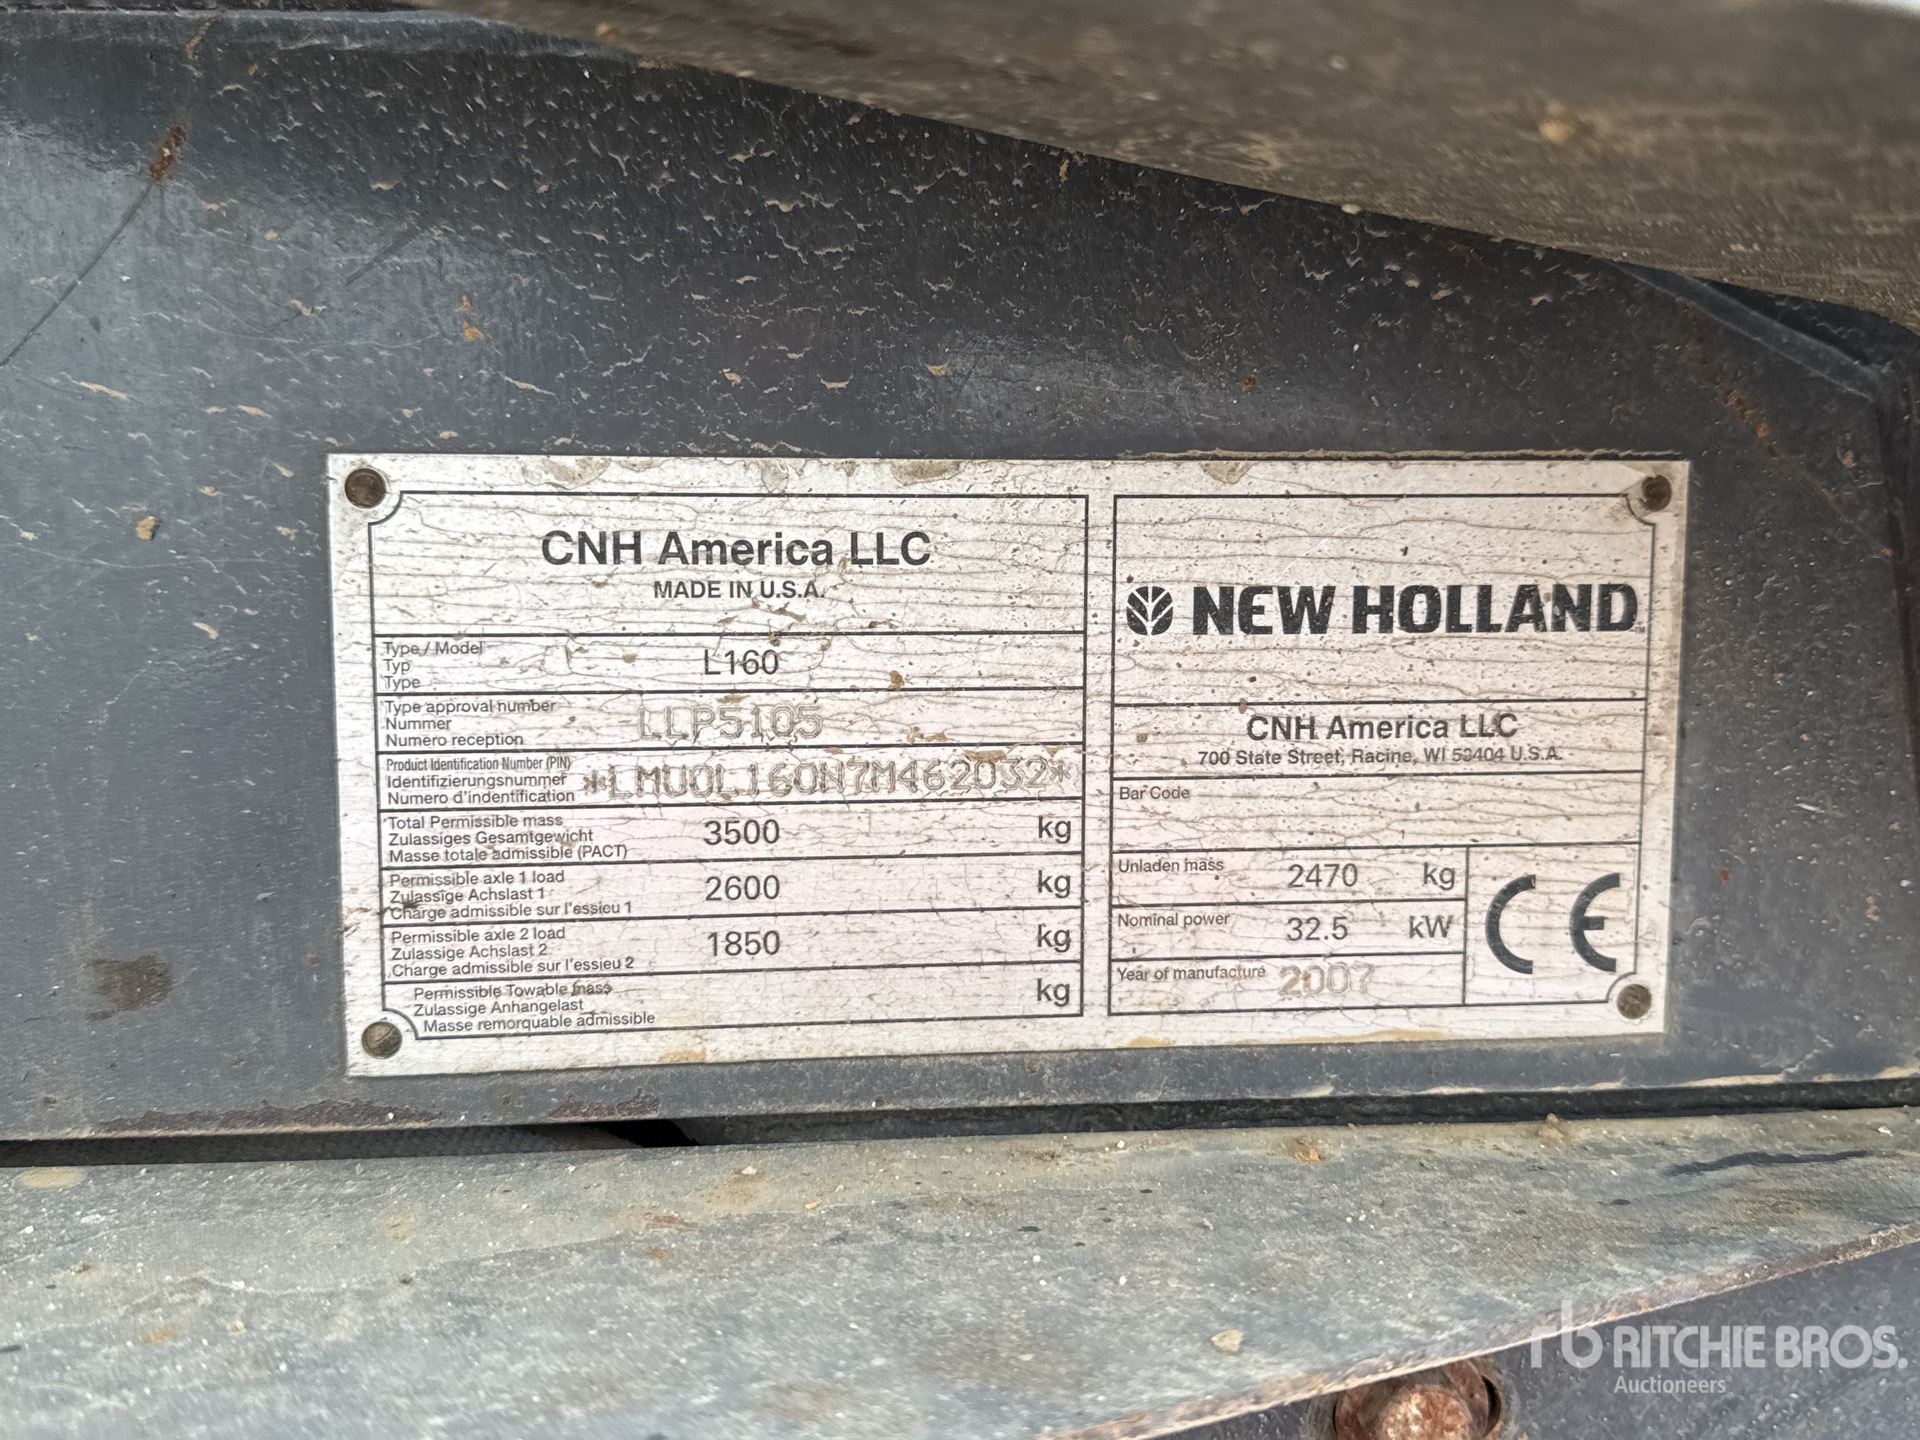 CNH America LLC
MADE IN U.S.A.
Type / Model
Typ
Type
L160
Type approval number
Nummer
Numero reception
LLP5105
Product Identification Number (PIN)
Identifizierungsnummer
Numero d'indentification
*LMU0L160N7M462032*
Total Permissible mass
Zulassiges Gesamtgewicht
Masse totale admissible (PACT)
3500 kg
Permissible axle 1 load
Zulassige Achslast 1
Charge admissible sur l'essieu 1
2600 kg
Permissible axle 2 load
Zulassige Achslast 2
Charge admissible sur l'essieu 2
1850 kg
Permissible Towable mass
Zulassige Anhangelast
Masse remorquable admissible
kg
NEW HOLLAND™
CNH America LLC
700 State Street, Racine, WI 53404 U.S.A.
Bar Code
Unladen mass 2470 kg
Nominal power 32.5 kW
Year of manufacture 2007
CE
rb RITCHIE BROS.
Auctioneers